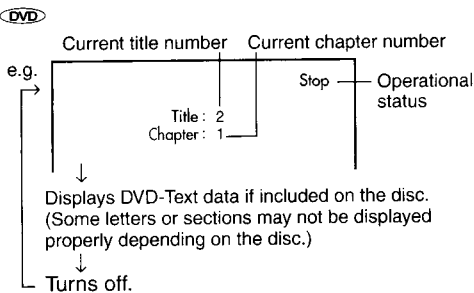 DVD
Current title number Current chapter number
e.g.
Stop Operational
status
Title : 2
Chapter : 1
Displays DVD-Text data if included on the disc.
(Some letters or sections may not be displayed
properly depending on the disc.)
Turns off.